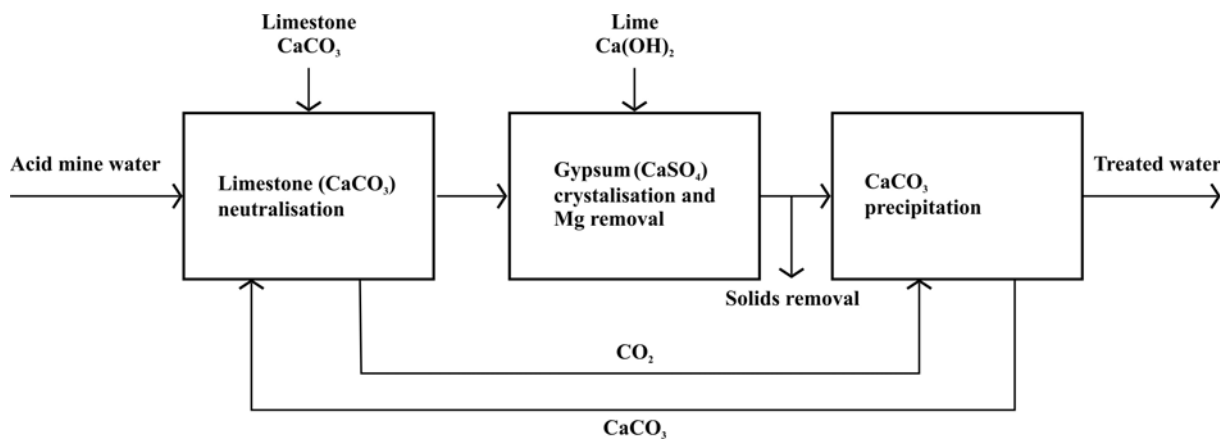 Limestone
CaCO₃
Lime
Ca(OH)₂
Acid mine water
Limestone (CaCO₃)
neutralisation
Gypsum (CaSO₄)
crystalisation and
Mg removal
CaCO₃
precipitation
Treated water
Solids removal
CO₂
CaCO₃